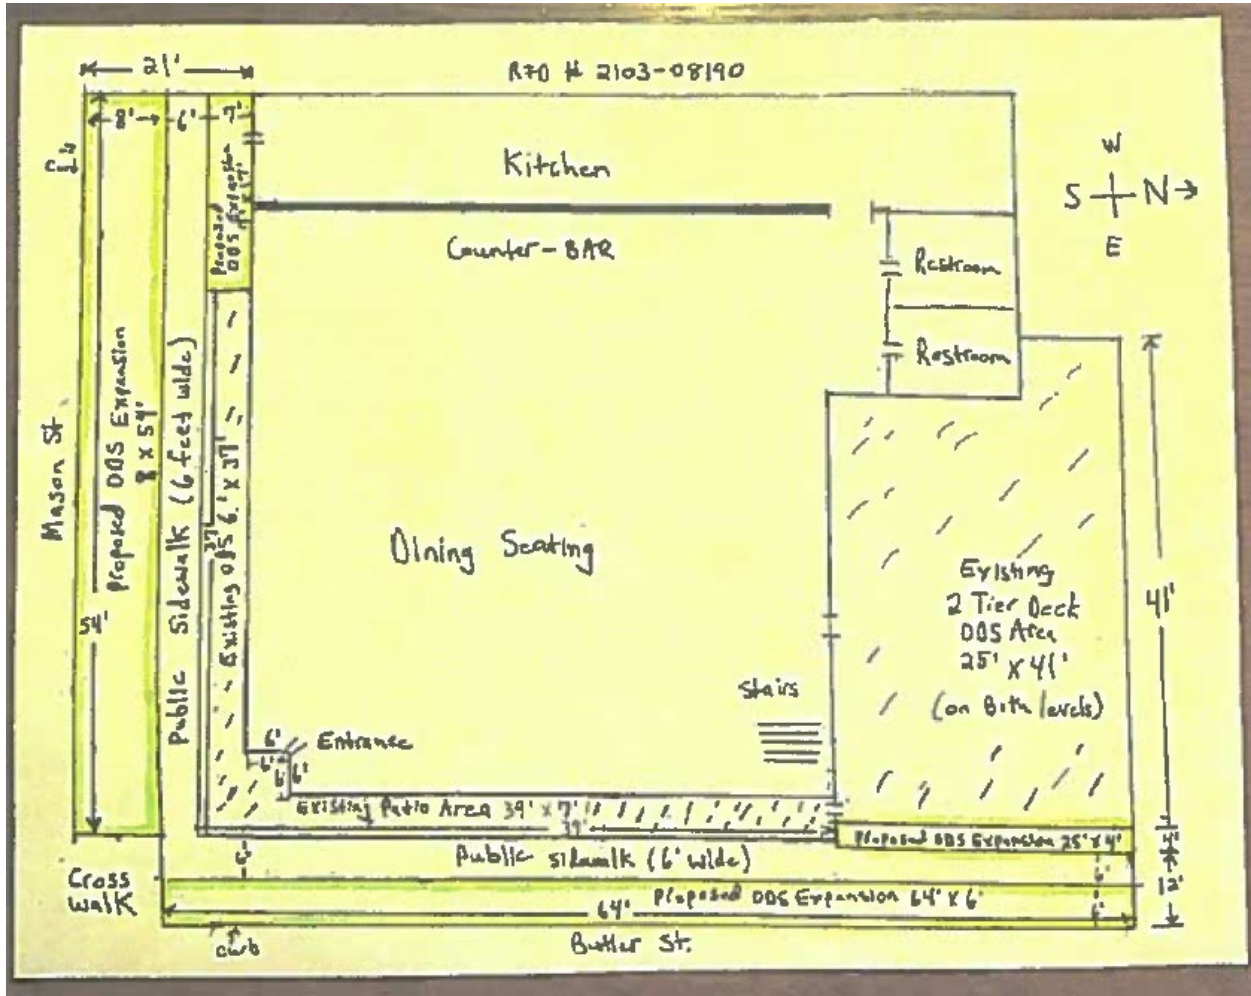 21'
R70 # 2103-08190
8' 6' 7'
Kitchen
W
S N
E
Proposed
ODS Expansion
Counter-BAR
Restroom
Restroom
Mason St.
Proposed ODS Expansion
8 x 54'
54'
Public Sidewalk (6 feet wide)
37'
Existing ODS 6.' x 37'
Dining Seating
Existing
2 Tier Deck
ODS Area
25' x 41'
(on Both levels)
41'
Stairs
6'
Entrance
6'
6' 6'
Existing Patio Area 39' x 7'
39'
Proposed ODS Expansion 25' x 4'
4'
Public Sidewalk (6' wide)
6'
6'
12'
Cross
walk
Proposed ODS Expansion 64' x 6'
64'
6'
curb
Butler St.